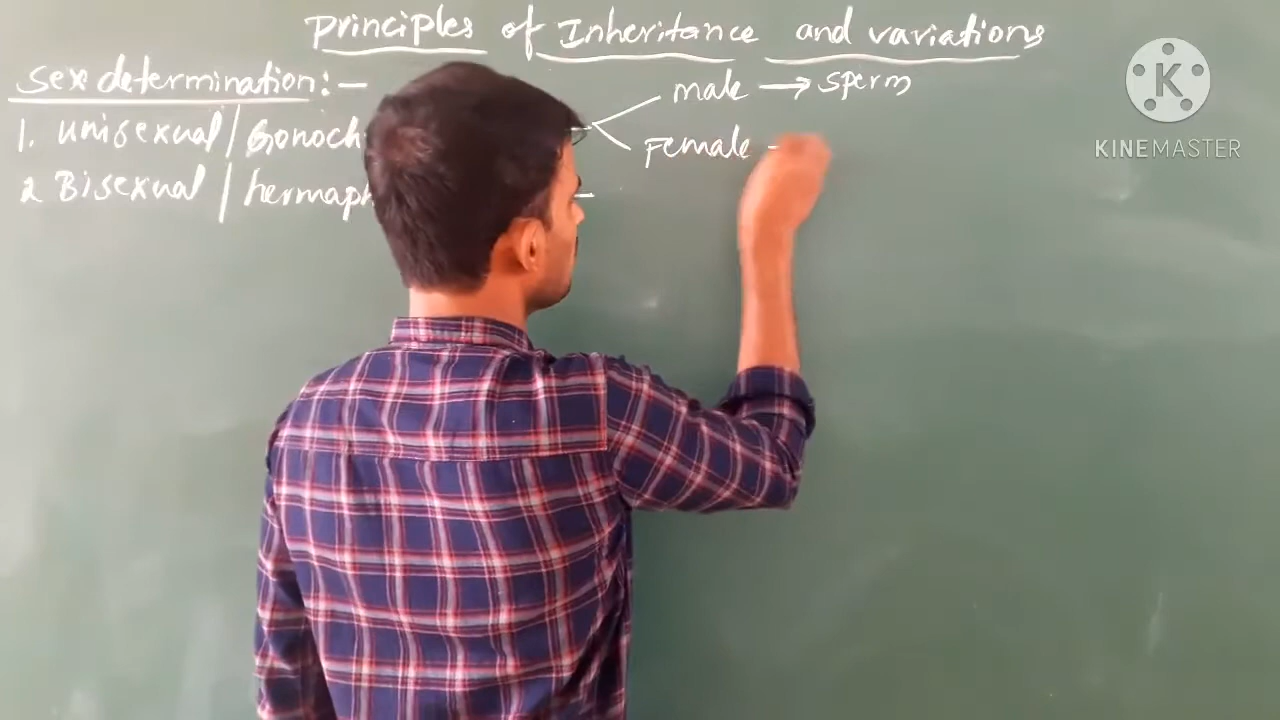 Principles of Inheritance and variations
Sex determination:-
male → sperm
1. Unisexual/Gonoch
Female -
2 Bisexual / hermaph
K
KINEMASTER